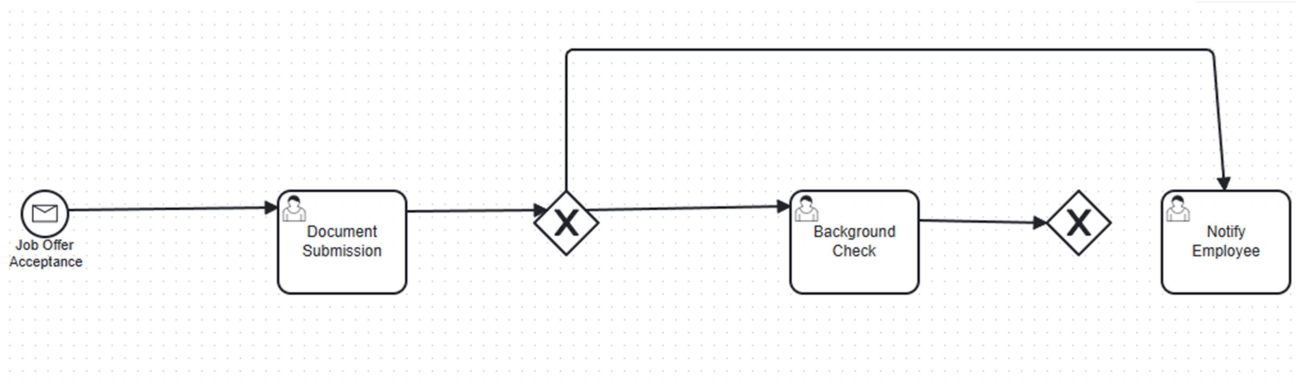 Job Offer
Acceptance
Document
Submission
Background
Check
Notify
Employee